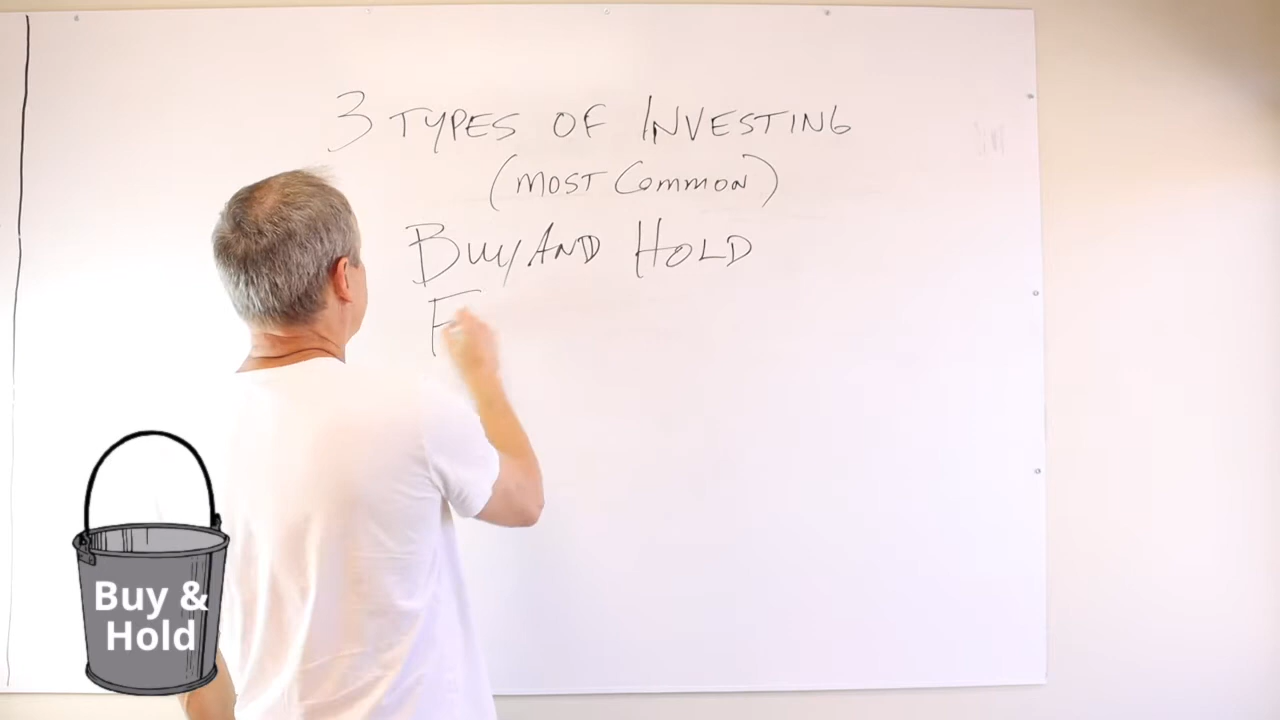 3 TYPES OF INVESTING
(MOST COMMON)
BUY AND HOLD
F
Buy &
Hold